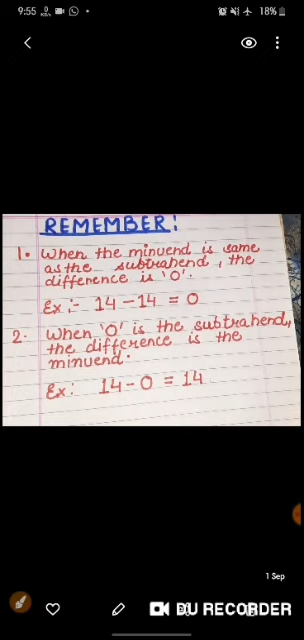 9:55
18%
REMEMBER!
1. When the minuend is same
as the subtrahend, the
difference is '0'.
Ex:- 14-14 = 0
2. When '0' is the subtrahend,
the difference is the
minuend.
Ex: 14-0 = 14
1 Sep
DU RECORDER